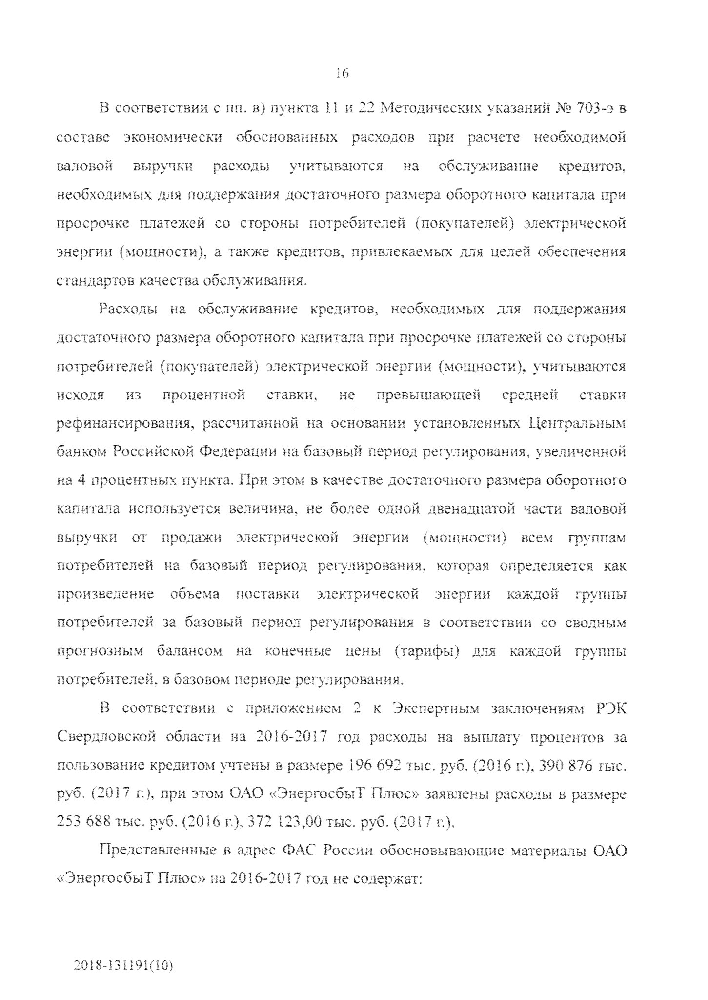 16
В соответствии с пп. в) пункта 11 и 22 Методических указаний № 703-э в
составе экономически обоснованных расходов при расчете необходимой
валовой выручки расходы учитываются на обслуживание кредитов,
необходимых для поддержания достаточного размера оборотного капитала при
просрочке платежей со стороны потребителей (покупателей) электрической
энергии (мощности), а также кредитов, привлекаемых для целей обеспечения
стандартов качества обслуживания.
Расходы на обслуживание кредитов, необходимых для поддержания
достаточного размера оборотного капитала при просрочке платежей со стороны
потребителей (покупателей) электрической энергии (мощности), учитываются
исходя из процентной ставки, не превышающей средней ставки
рефинансирования, рассчитанной на основании установленных Центральным
банком Российской Федерации на базовый период регулирования, увеличенной
на 4 процентных пункта. При этом в качестве достаточного размера оборотного
капитала используется величина, не более одной двенадцатой части валовой
выручки от продажи электрической энергии (мощности) всем группам
потребителей на базовый период регулирования, которая определяется как
произведение объема поставки электрической энергии каждой группы
потребителей за базовый период регулирования в соответствии со сводным
прогнозным балансом на конечные цены (тарифы) для каждой группы
потребителей, в базовом периоде регулирования.
В соответствии с приложением 2 к Экспертным заключениям РЭК
Свердловской области на 2016-2017 год расходы на выплату процентов за
пользование кредитом учтены в размере 196 692 тыс. руб. (2016 г.), 390 876 тыс.
руб. (2017 г.), при этом ОАО «ЭнергосбыТ Плюс» заявлены расходы в размере
253 688 тыс. руб. (2016 г.), 372 123,00 тыс. руб. (2017 г.).
Представленные в адрес ФАС России обосновывающие материалы ОАО
«ЭнергосбыТ Плюс» на 2016-2017 год не содержат:
2018-131191(10)